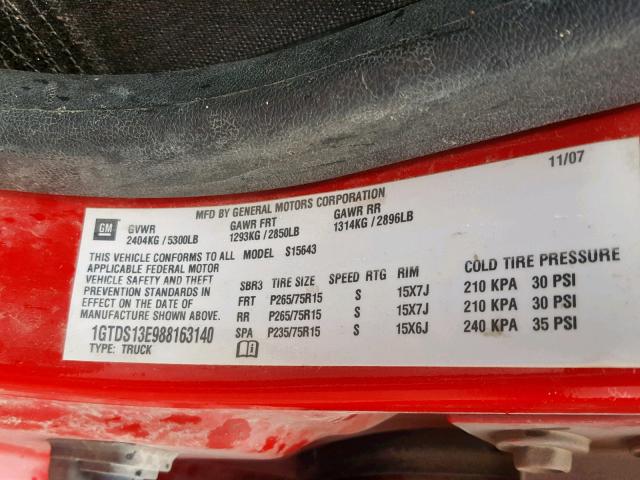 11/07
MFD BY GENERAL MOTORS CORPORATION
GM GVWR GAWR FRT GAWR RR
2404KG / 5300LB 1293KG / 2850LB 1314KG / 2896LB
THIS VEHICLE CONFORMS TO ALL MODEL S15643
APPLICABLE FEDERAL MOTOR
VEHICLE SAFETY AND THEFT
PREVENTION STANDARDS IN
EFFECT ON THE DATE OF
MANUFACTURE SHOWN ABOVE.
1GTDS13E988163140
TYPE: TRUCK
COLD TIRE PRESSURE
SBR3 TIRE SIZE SPEED RTG RIM
FRT P265/75R15 S 15X7J 210 KPA 30 PSI
RR P265/75R15 S 15X7J 210 KPA 30 PSI
SPA P235/75R15 S 15X6J 240 KPA 35 PSI